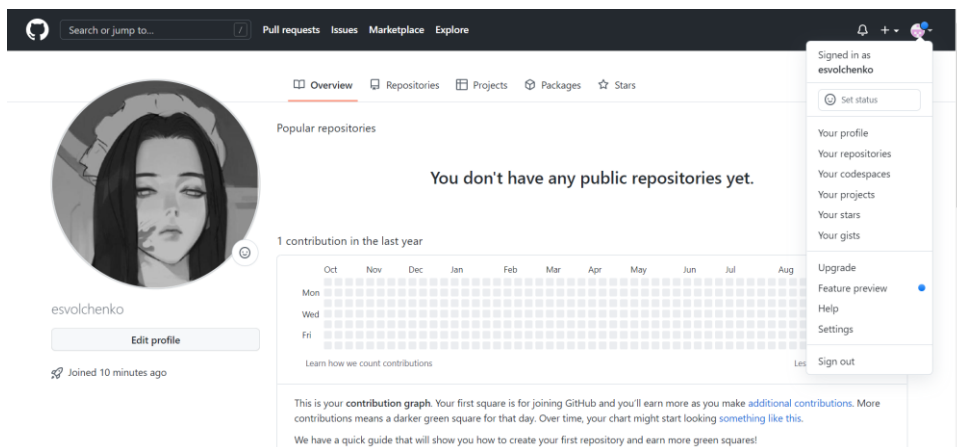 Search or jump to...
/
Pull requests Issues Marketplace Explore
Signed in as
esvolchenko
Set status
Your profile
Your repositories
Your codespaces
Your projects
Your stars
Your gists
Upgrade
Feature preview
Help
Settings
Sign out
Overview Repositories Projects Packages Stars
esvolchenko
Edit profile
Joined 10 minutes ago
Popular repositories
You don't have any public repositories yet.
1 contribution in the last year
Oct Nov Dec Jan Feb Mar Apr May Jun Jul Aug
Mon
Wed
Fri
Learn how we count contributions
This is your contribution graph. Your first square is for joining GitHub and you'll earn more as you make additional contributions. More
contributions means a darker green square for that day. Over time, your chart might start looking something like this.
We have a quick guide that will show you how to create your first repository and earn more green squares!